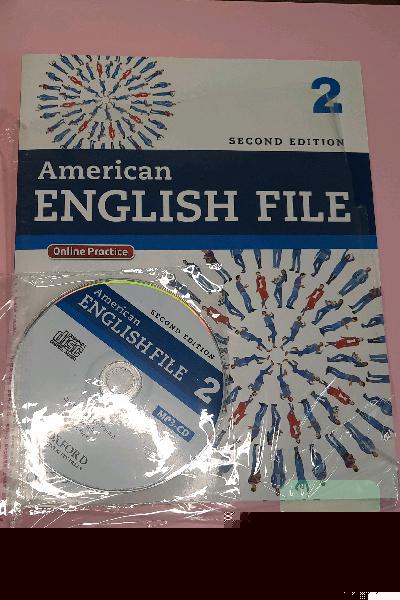 2
SECOND EDITION
American
ENGLISH FILE
Online Practice
American
ENGLISH FILE
SECOND EDITION
2
MP3 CD
OXFORD